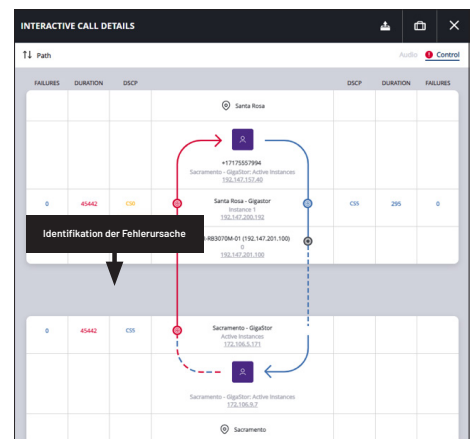 INTERACTIVE CALL DETAILS
Path
Audio
Control
FAILURES DURATION DSCP DSCP DURATION FAILURES
Santa Rosa
+17175557994
Sacramento - GigaStor: Active Instances
192.147.157.40
0 45442 CS0 Santa Rosa - Gigastor CS5 295 0
Instance 1
192.147.200.192
Identifikation der Fehlerursache
-RB3070M-01 (192.147.201.100)
0
192.147.201.100
0 45442 CS5 Sacramento - GigaStor
Active Instances
172.106.5.171
Sacramento - GigaStor: Active Instances
172.106.9.7
Sacramento